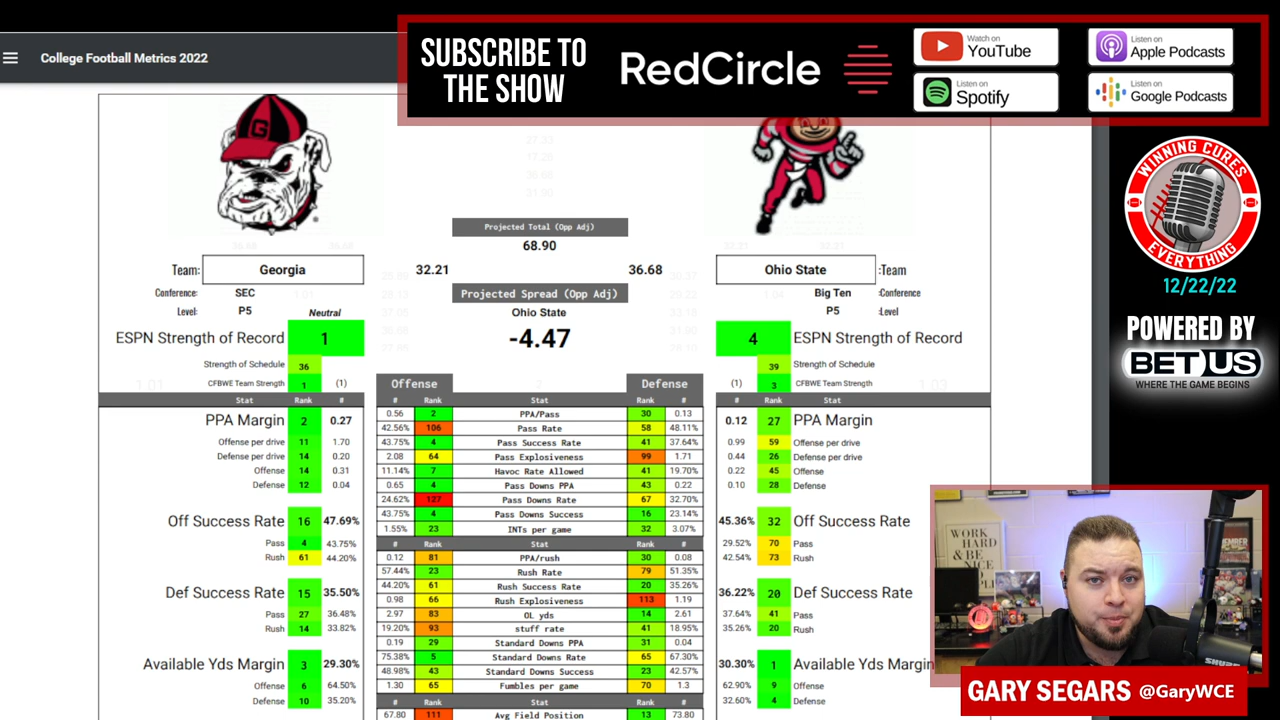 SUBSCRIBE TO
THE SHOW
RedCircle
Watch on
YouTube
Listen on
Spotify
Listen on
Apple Podcasts
Listen on
Google Podcasts
College Football Metrics 2022
WINNING CURES
EVERYTHING
12/22/22
POWERED BY
BETUS
WHERE THE GAME BEGINS
Projected Total (Opp Adj)
68.90
Team: Georgia 32.21 36.68 Ohio State :Team
Conference: SEC Projected Spread (Opp Adj) Big Ten :Conference
Level: P5 Neutral Ohio State P5 :Level
ESPN Strength of Record 1 -4.47 4 ESPN Strength of Record
Strength of Schedule 36 39 Strength of Schedule
CFBWE Team Strength 1 (1) Offense Defense (1) 3 CFBWE Team Strength
Stat Rank # # Rank Stat Rank # # Rank Stat
PPA Margin 2 0.27 0.12 27 PPA Margin
Offense per drive 11 1.70 0.99 59 Offense per drive
Defense per drive 14 0.20 0.44 26 Defense per drive
Offense 14 0.31 0.22 45 Offense
Defense 12 0.04 0.10 28 Defense
Off Success Rate 16 47.69% 45.36% 32 Off Success Rate
Pass 4 43.75% 29.52% 70 Pass
Rush 61 44.20% 42.54% 73 Rush
Def Success Rate 15 35.50% 36.22% 20 Def Success Rate
Pass 27 36.48% 37.64% 41 Pass
Rush 14 33.82% 35.26% 20 Rush
Available Yds Margin 3 29.30% 30.30% 1 Available Yds Margin
Offense 6 64.50% 62.90% 9 Offense
Defense 10 35.20% 32.60% 4 Defense
0.56 2 PPA/Pass 30 0.13
42.56% 106 Pass Rate 58 48.11%
43.75% 4 Pass Success Rate 41 37.64%
2.08 64 Pass Explosiveness 99 1.71
11.14% 7 Havoc Rate Allowed 41 19.70%
0.65 4 Pass Downs PPA 43 0.22
24.62% 127 Pass Downs Rate 67 32.70%
43.75% 4 Pass Downs Success 16 23.14%
1.55% 23 INTs per game 32 3.07%
# Rank Stat Rank #
0.12 81 PPA/rush 30 0.08
57.44% 23 Rush Rate 79 51.35%
44.20% 61 Rush Success Rate 20 35.26%
0.98 66 Rush Explosiveness 113 1.19
2.97 83 OL yds 14 2.61
19.20% 93 stuff rate 41 18.95%
0.19 29 Standard Downs PPA 31 0.04
75.38% 5 Standard Downs Rate 65 67.30%
48.98% 43 Standard Downs Success 23 42.57%
1.30 65 Fumbles per game 70 1.3
# Rank Stat Rank #
67.80 111 Avg Field Position 13 73.80
WORK
HARD
& BE
GARY SEGARS @GaryWCE